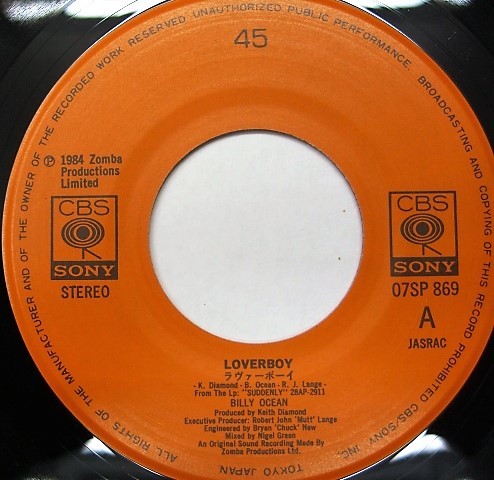 ALL RIGHTS OF THE MANUFACTURER AND OF THE OWNER OF THE RECORDED WORK RESERVED UNAUTHORIZED PUBLIC PERFORMANCE, BROADCASTING AND COPYING OF THIS RECORD PROHIBITED CBS/SONY INC. TOKYO JAPAN
45
℗ 1984 Zomba
Productions
Limited
CBS
SONY
STEREO
CBS
SONY
07SP 869
A
JASRAC
LOVERBOY
ラヴァーボーイ
- K. Diamond - B. Ocean - R. J. Lange -
From The Lp: "SUDDENLY" 28AP-2911
BILLY OCEAN
Produced by Keith Diamond
Executive Producer: Robert John 'Mutt' Lange
Engineered by Bryan 'Chuck' New
Mixed by Nigel Green
An Original Sound Recording Made By
Zomba Productions Ltd.